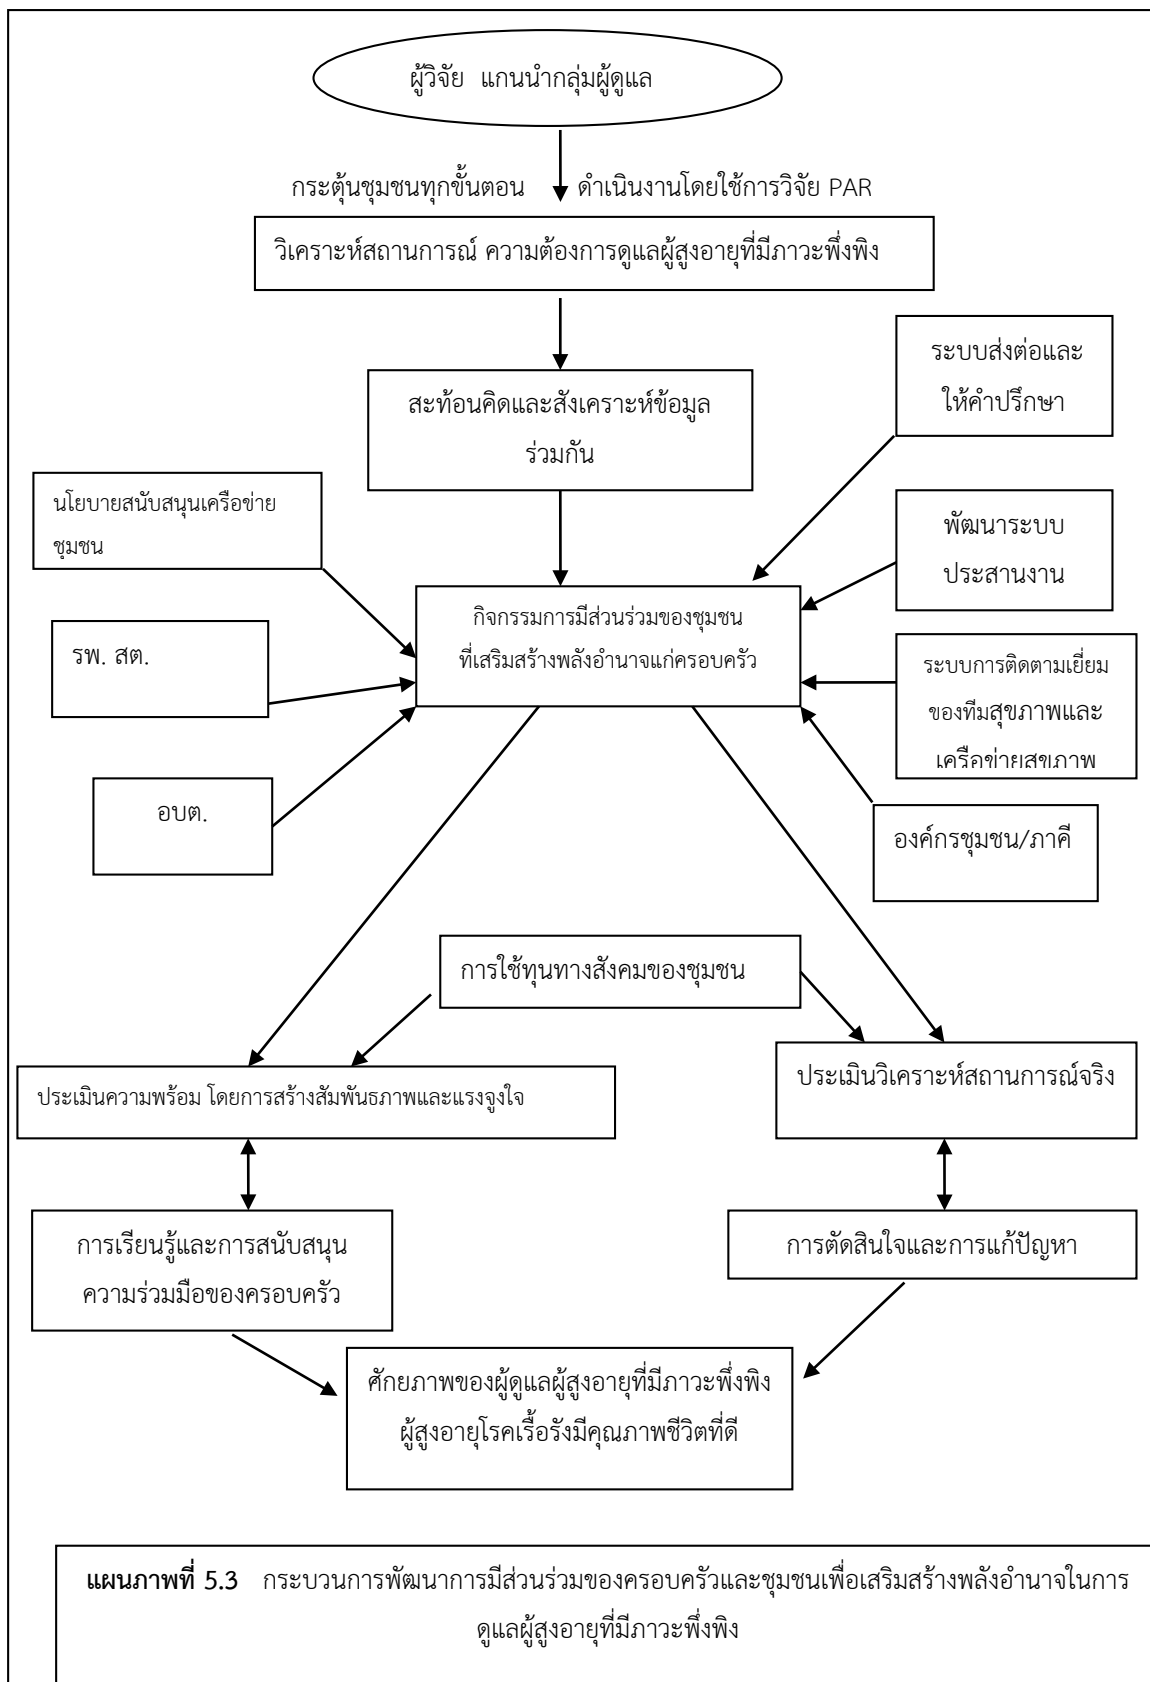 ผู้วิจัย แกนนำกลุ่มผู้ดูแล
กระตุ้นชุมชนทุกขั้นตอน ดำเนินงานโดยใช้การวิจัย PAR
วิเคราะห์สถานการณ์ ความต้องการดูแลผู้สูงอายุที่มีภาวะพึ่งพิง
ระบบส่งต่อและ
ให้คำปรึกษา
สะท้อนคิดและสังเคราะห์ข้อมูล
ร่วมกัน
นโยบายสนับสนุนเครือข่าย
ชุมชน
พัฒนาระบบ
ประสานงาน
กิจกรรมการมีส่วนร่วมของชุมชน
ที่เสริมสร้างพลังอำนาจแก่ครอบครัว
รพ. สต.
ระบบการติดตามเยี่ยม
ของทีมสุขภาพและ
เครือข่ายสุขภาพ
อบต.
องค์กรชุมชน/ภาคี
การใช้ทุนทางสังคมของชุมชน
ประเมินความพร้อม โดยการสร้างสัมพันธภาพและแรงจูงใจ
ประเมินวิเคราะห์สถานการณ์จริง
การเรียนรู้และการสนับสนุน
ความร่วมมือของครอบครัว
การตัดสินใจและการแก้ปัญหา
ศักยภาพของผู้ดูแลผู้สูงอายุที่มีภาวะพึ่งพิง
ผู้สูงอายุโรคเรื้อรังมีคุณภาพชีวิตที่ดี
แผนภาพที่ 5.3 กระบวนการพัฒนาการมีส่วนร่วมของครอบครัวและชุมชนเพื่อเสริมสร้างพลังอำนาจในการ
ดูแลผู้สูงอายุที่มีภาวะพึ่งพิง